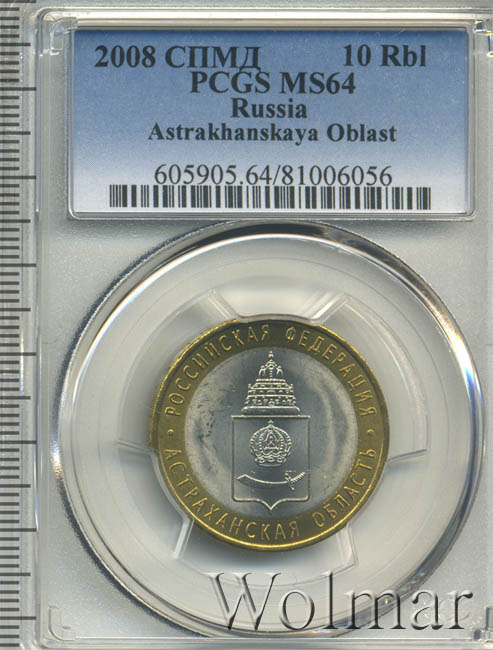 2008 СПМД 10 Rbl
PCGS MS64
Russia
Astrakhanskaya Oblast
605905.64/81006056
РОССИЙСКАЯ ФЕДЕРАЦИЯ
АСТРАХАНСКАЯ ОБЛАСТЬ
Wolmar